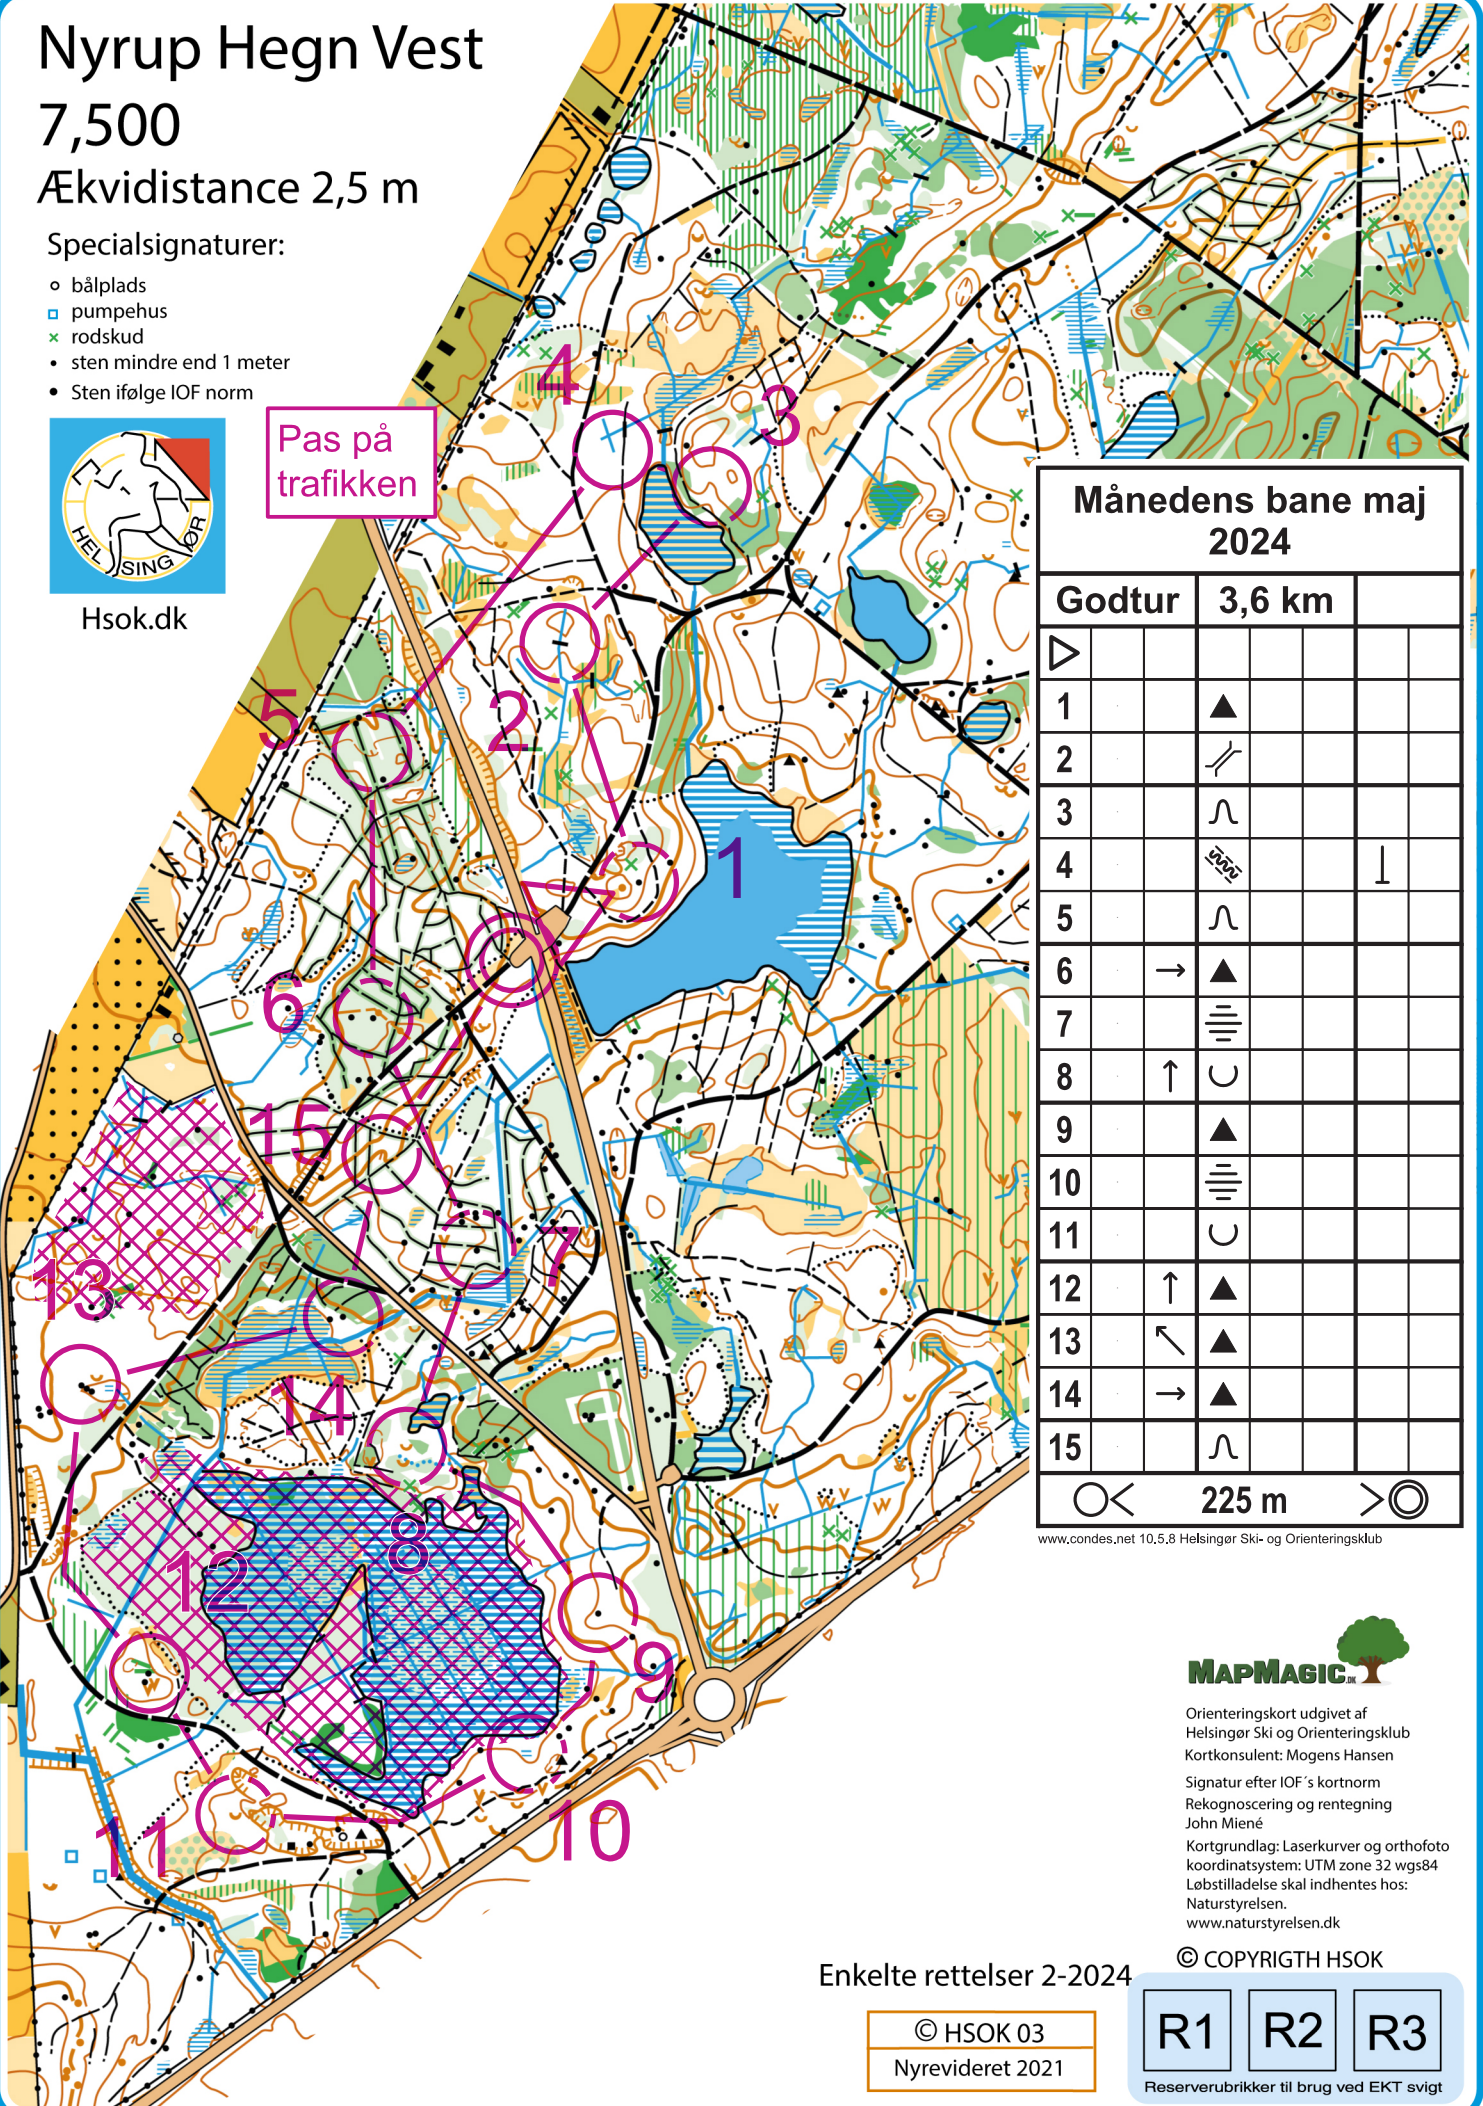 Nyrup Hegn Vest
7,500
Ækvidistance 2,5 m
Specialsignaturer:
bålplads
pumpehus
rodskud
sten mindre end 1 meter
Sten ifølge IOF norm
HELSINGØR
Hsok.dk
Pas på
trafikken
4
3
5
2
1
6
15
7
13
14
8
12
9
11
10
Månedens bane maj
2024
Godtur 3,6 km
1
2
3
4
5
6
7
8
9
10
11
12
13
14
15
225 m
www.condes.net 10.5.8 Helsingør Ski- og Orienteringsklub
MAPMAGIC.DK
Orienteringskort udgivet af
Helsingør Ski og Orienteringsklub
Kortkonsulent: Mogens Hansen
Signatur efter IOF´s kortnorm
Rekognoscering og rentegning
John Miené
Kortgrundlag: Laserkurver og orthofoto
koordinatsystem: UTM zone 32 wgs84
Løbstilladelse skal indhentes hos:
Naturstyrelsen.
www.naturstyrelsen.dk
© COPYRIGTH HSOK
Enkelte rettelser 2-2024
© HSOK 03
Nyrevideret 2021
R1 R2 R3
Reserverubrikker til brug ved EKT svigt